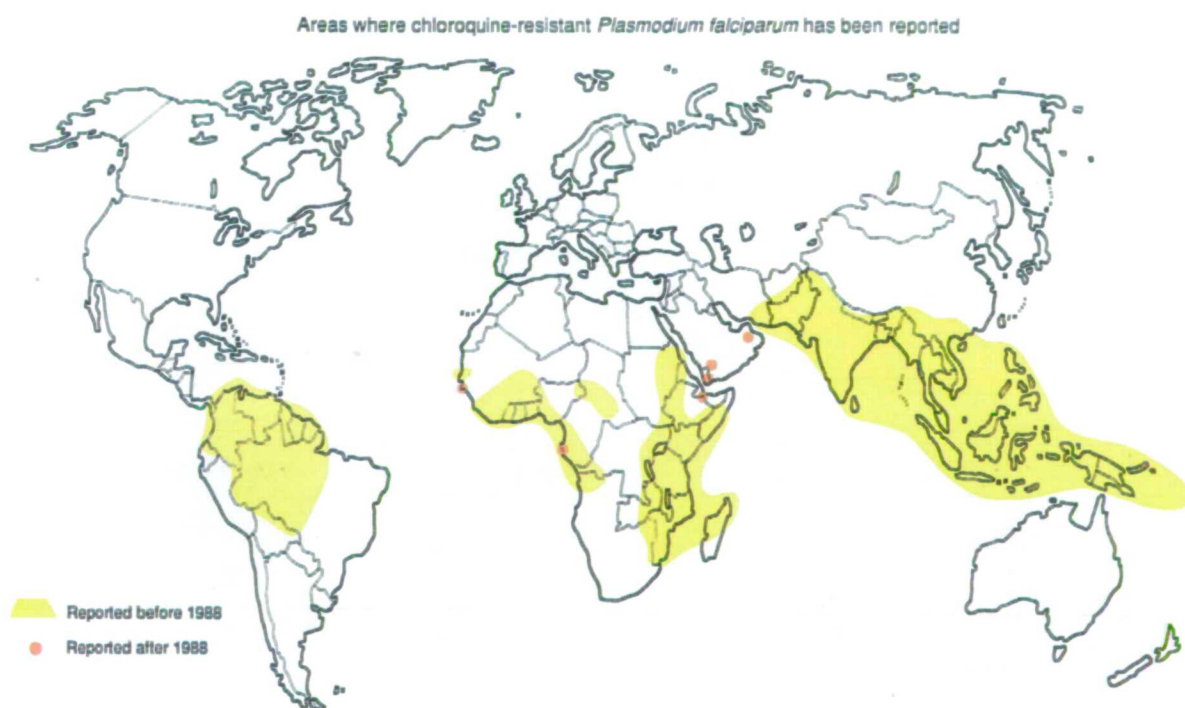 Areas where chloroquine-resistant Plasmodium falciparum has been reported
Reported before 1988
Reported after 1988